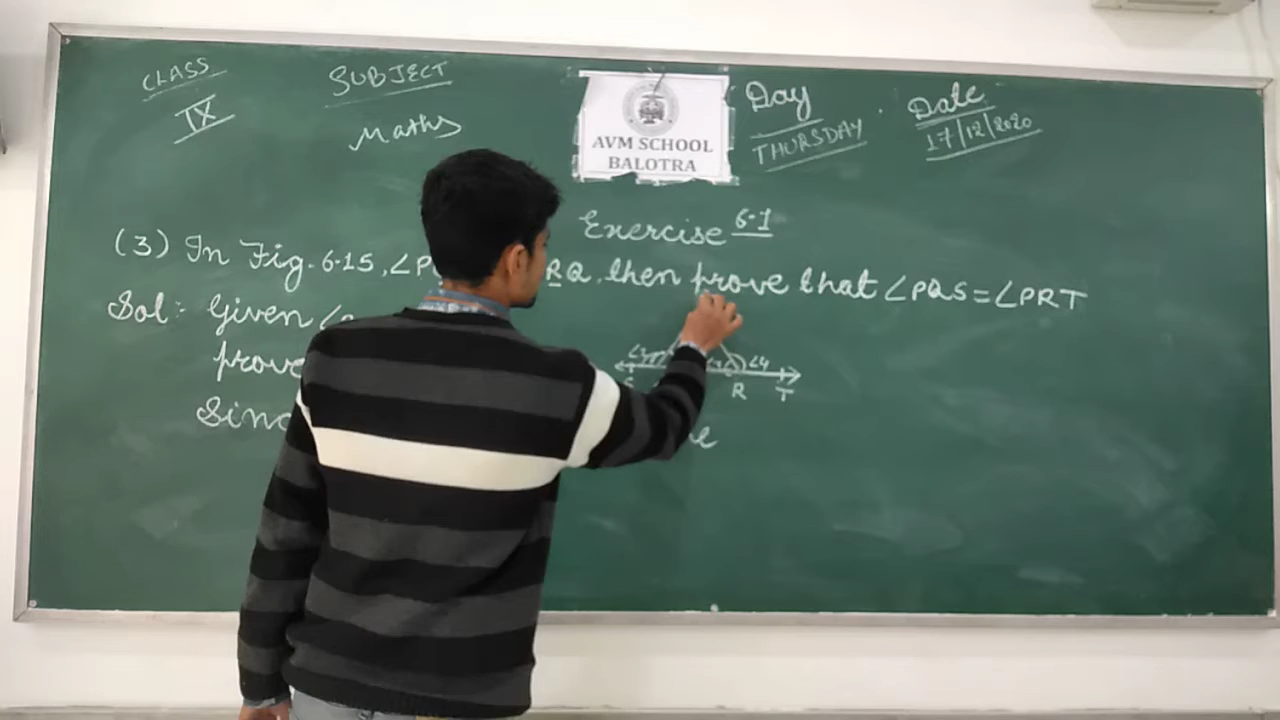 CLASS
IX
SUBJECT
Maths
AVM SCHOOL
BALOTRA
Day
THURSDAY
Date
17/12/2020
Exercise 6.1
(3) In Fig. 6.15, ∠P RQ, then prove that ∠PQS = ∠PRT
Sol: Given ∠
prove
∠4
R T